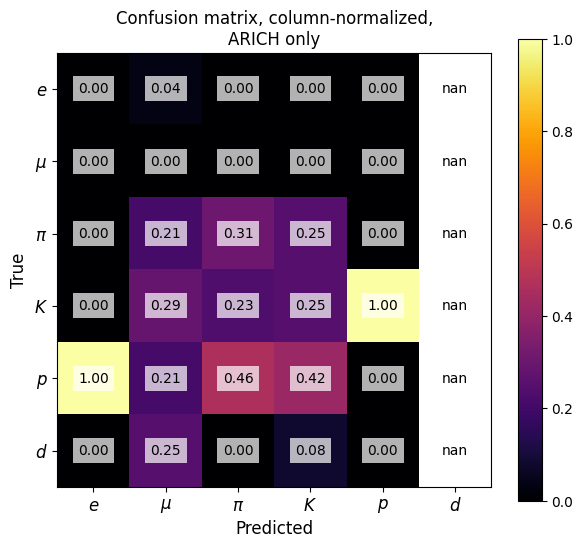 Confusion matrix, column-normalized,
ARICH only
e 0.00 0.04 0.00 0.00 0.00 nan
μ 0.00 0.00 0.00 0.00 0.00 nan
π 0.00 0.21 0.31 0.25 0.00 nan
K 0.00 0.29 0.23 0.25 1.00 nan
p 1.00 0.21 0.46 0.42 0.00 nan
d 0.00 0.25 0.00 0.08 0.00 nan
e μ π K p d
Predicted
True
1.0
0.8
0.6
0.4
0.2
0.0